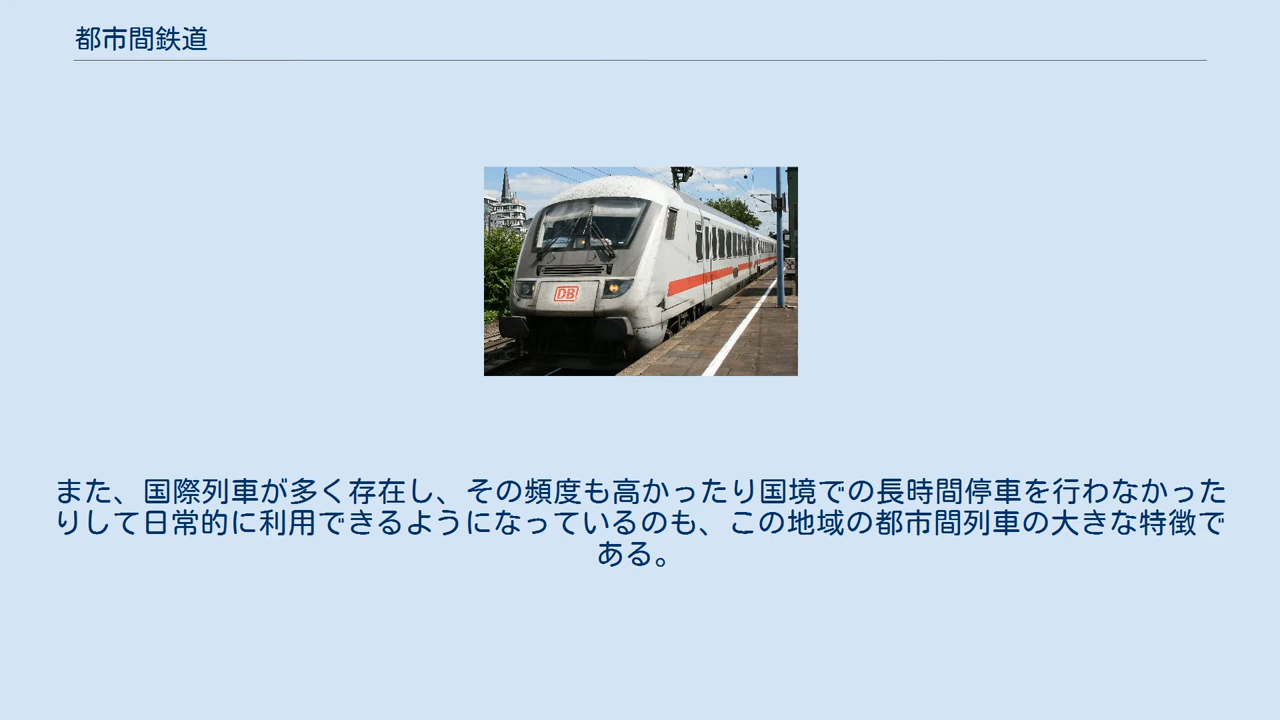 都市間鉄道
DB
また、国際列車が多く存在し、その頻度も高かったり国境での長時間停車を行わなかった
りして日常的に利用できるようになっているのも、この地域の都市間列車の大きな特徴で
ある。